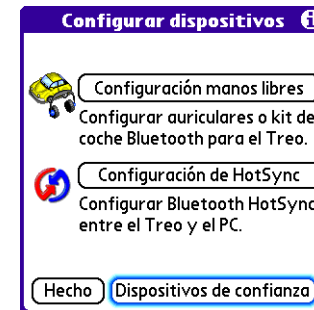 Configurar dispositivos
Configuración manos libres
Configurar auriculares o kit de
coche Bluetooth para el Treo.
Configuración de HotSync
Configurar Bluetooth HotSync
entre el Treo y el PC.
Hecho
Dispositivos de confianza